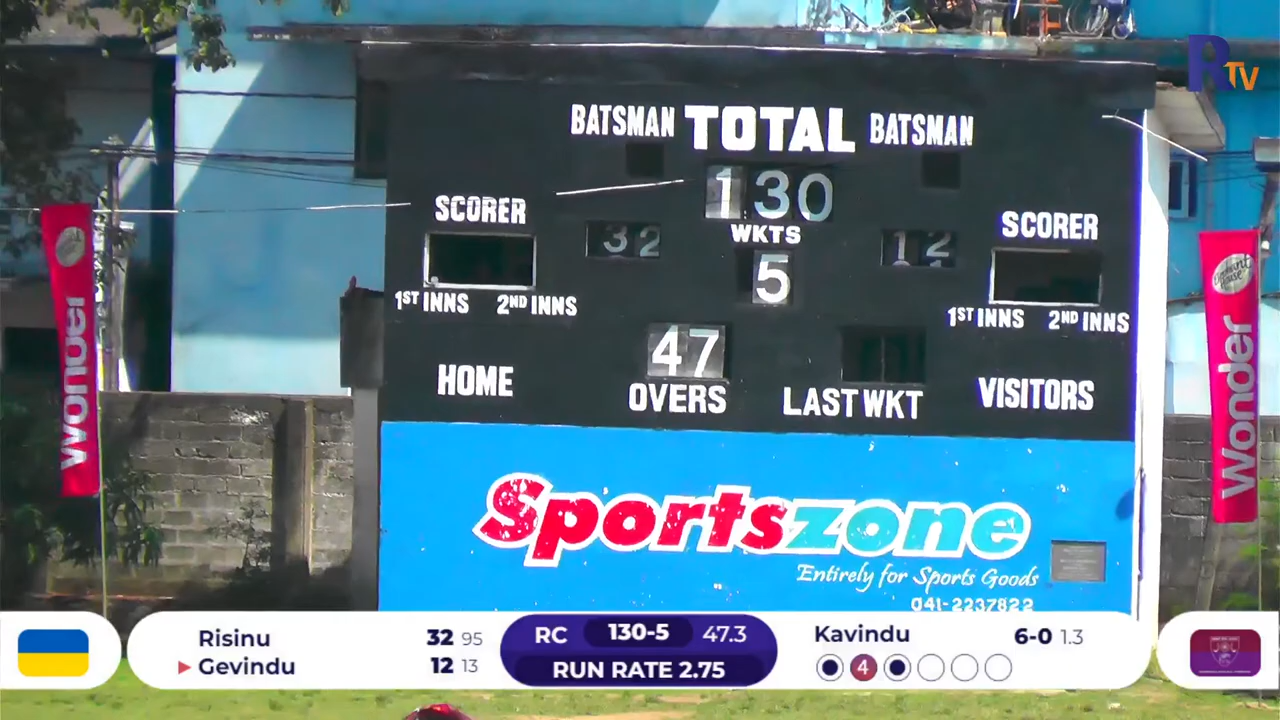 RTV
BATSMAN TOTAL BATSMAN
130
SCORER WKTS SCORER
32 5 12
1ST INNS 2ND INNS 1ST INNS 2ND INNS
47
HOME OVERS LAST WKT VISITORS
Wonder
Wonder
Sportszone
Entirely for Sports Goods
041-2237822
Risinu 32 95 RC 130-5 47.3 Kavindu 6-0 1.3
Gevindu 12 13 RUN RATE 2.75 4